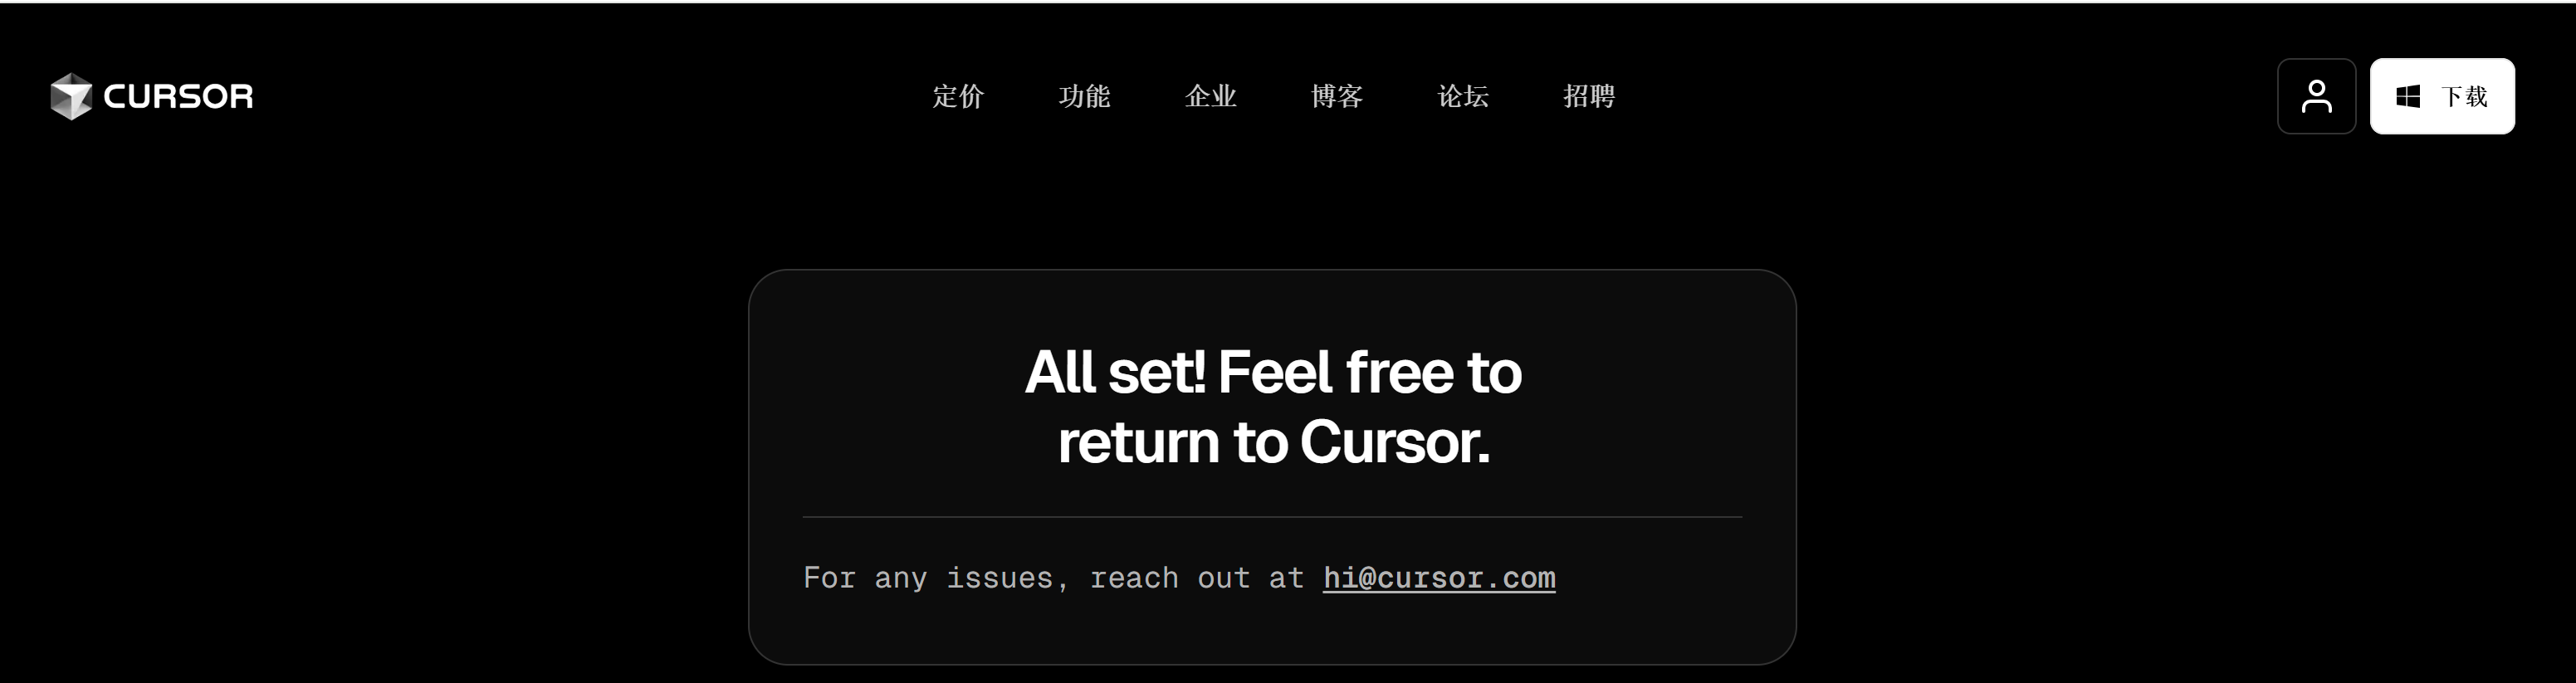 CURSOR
定价 功能 企业 博客 论坛 招聘
下载
All set! Feel free to
return to Cursor.
For any issues, reach out at hi@cursor.com